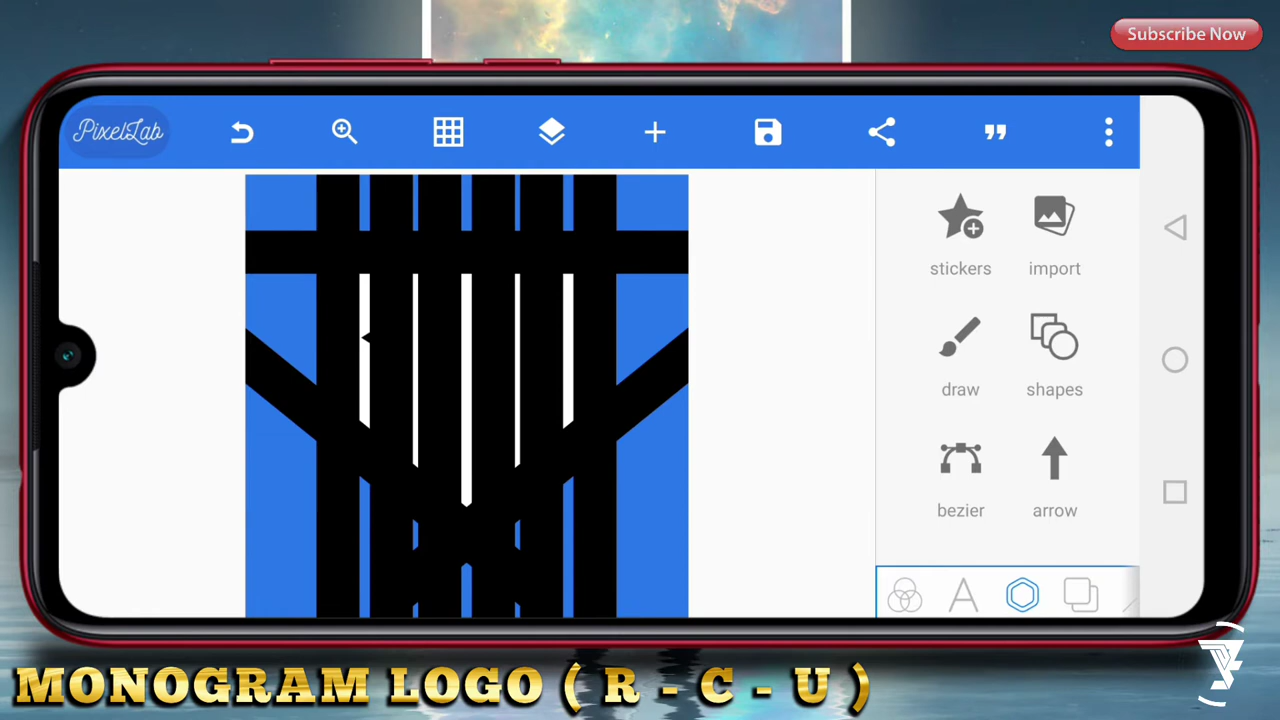 Subscribe Now
PixelLab
stickers
import
draw
shapes
bezier
arrow
MONOGRAM LOGO ( R - C - U )